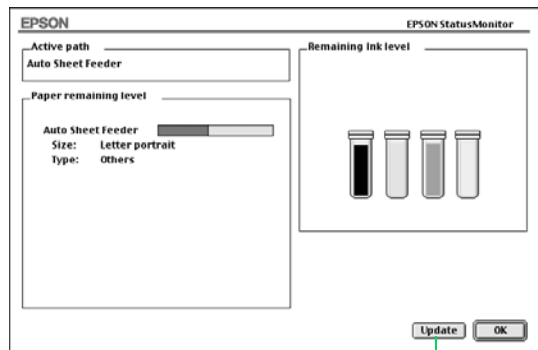 EPSON
EPSON StatusMonitor
Active path
Auto Sheet Feeder
Remaining Ink level
Paper remaining level
Auto Sheet Feeder
Size: Letter portrait
Type: Others
Update
OK